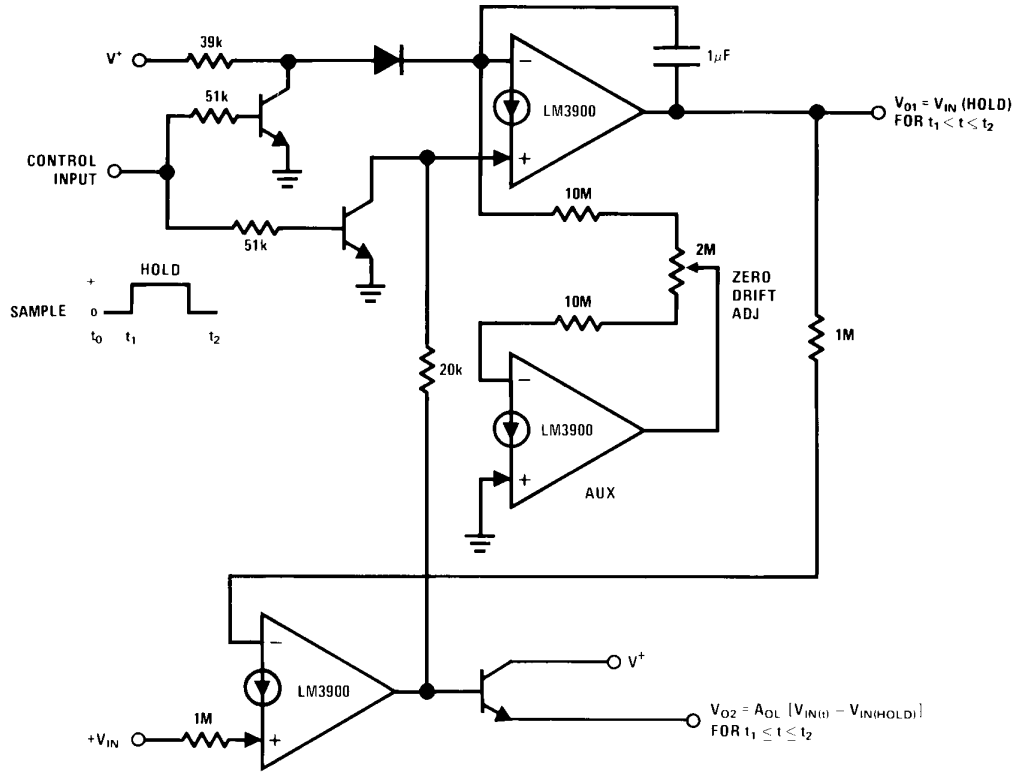 39k
V+
1μF
51k
−
LM3900
VO1 = VIN (HOLD)
FOR t1 < t ≤ t2
CONTROL
INPUT
+
10M
51k
2M
ZERO
DRIFT
ADJ
HOLD
+
SAMPLE
0
t0 t1 t2
10M
1M
20k
−
LM3900
+
AUX
−
LM3900
V+
1M
+VIN
+
VO2 = AOL [VIN(t) − VIN(HOLD)]
FOR t1 ≤ t ≤ t2